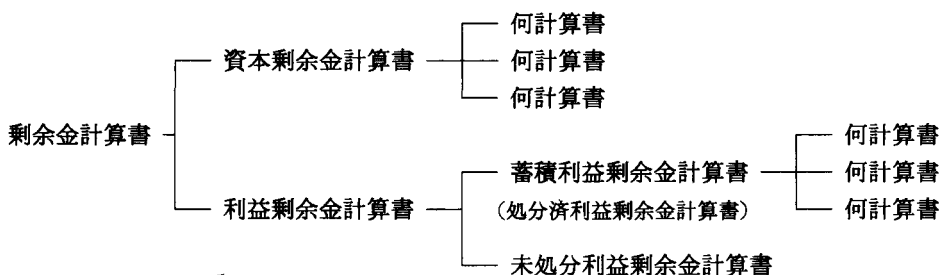 何計算書
資本剰余金計算書 何計算書
何計算書
剰余金計算書
何計算書
蓄積利益剰余金計算書 何計算書
利益剰余金計算書 (処分済利益剰余金計算書) 何計算書
未処分利益剰余金計算書